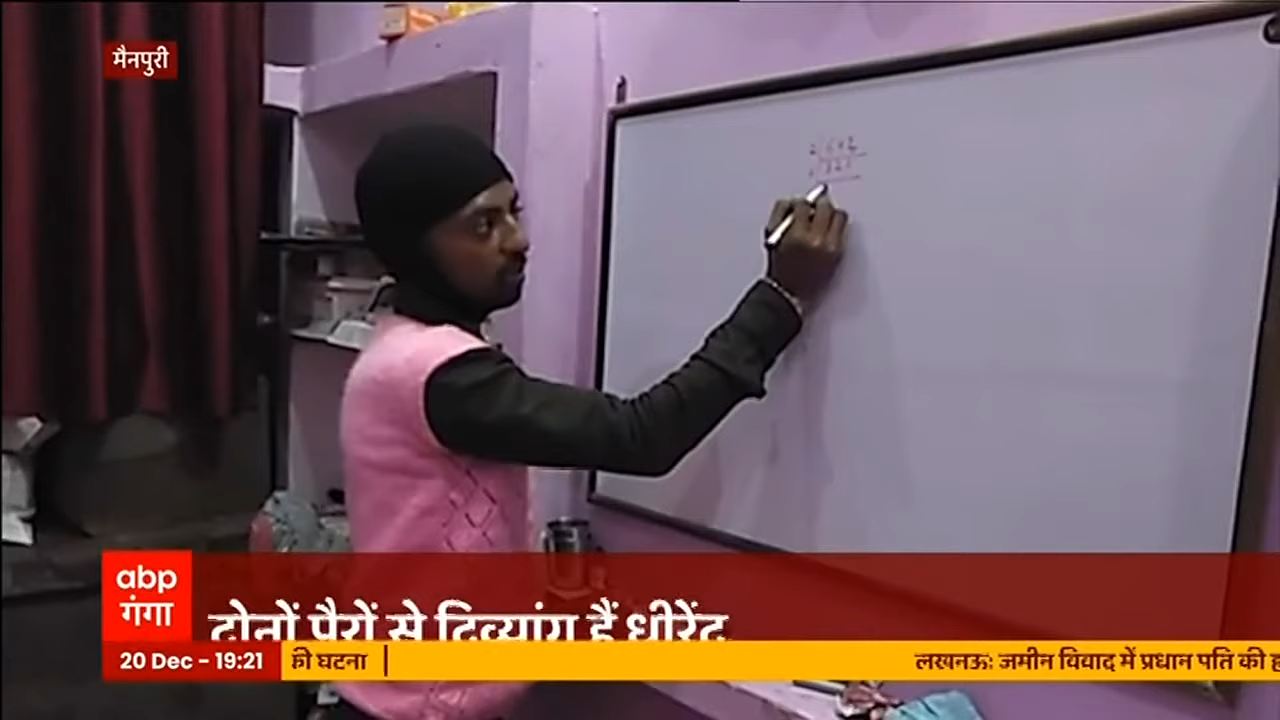 मैनपुरी
abp
गंगा
दोनों पैरों से दिव्यांग हैं धीरेंद्र
20 Dec - 19:21
की घटना
लखनऊः जमीन विवाद में प्रधान पति की